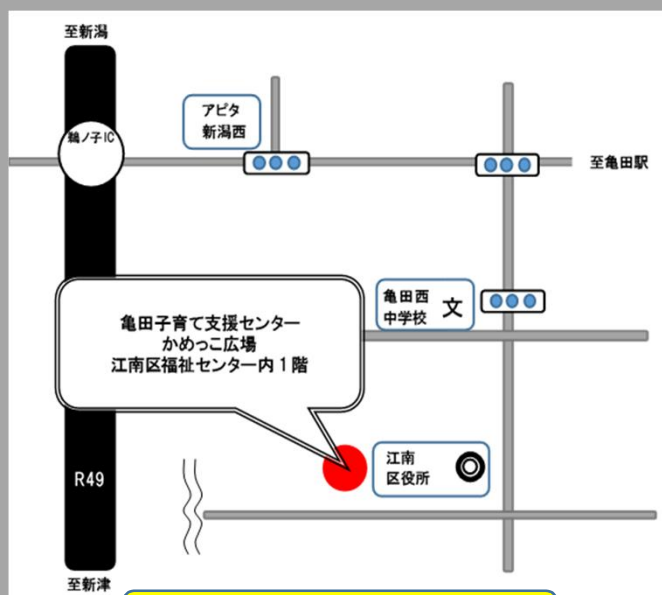 至新潟
アピタ
新潟西
鵜ノ子IC
至亀田駅
亀田西
中学校
文
亀田子育て支援センター
かめっこ広場
江南区福祉センター内１階
江南
区役所
R49
至新津